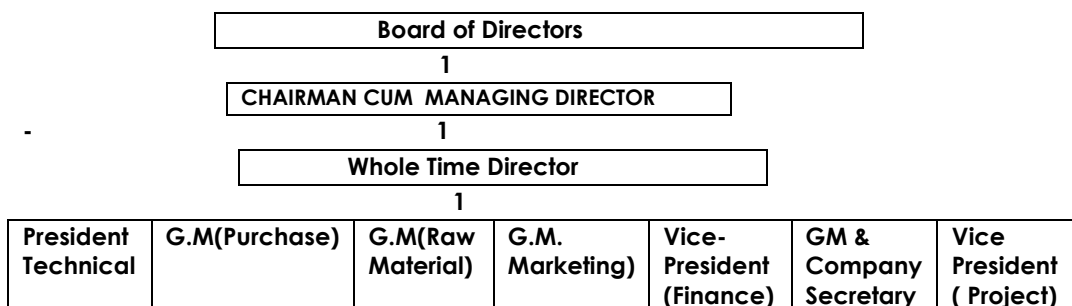 Board of Directors
1
CHAIRMAN CUM MANAGING DIRECTOR
- 1
Whole Time Director
1
President Technical G.M(Purchase) G.M(Raw Material) G.M. Marketing) Vice-President (Finance) GM & Company Secretary Vice President ( Project)